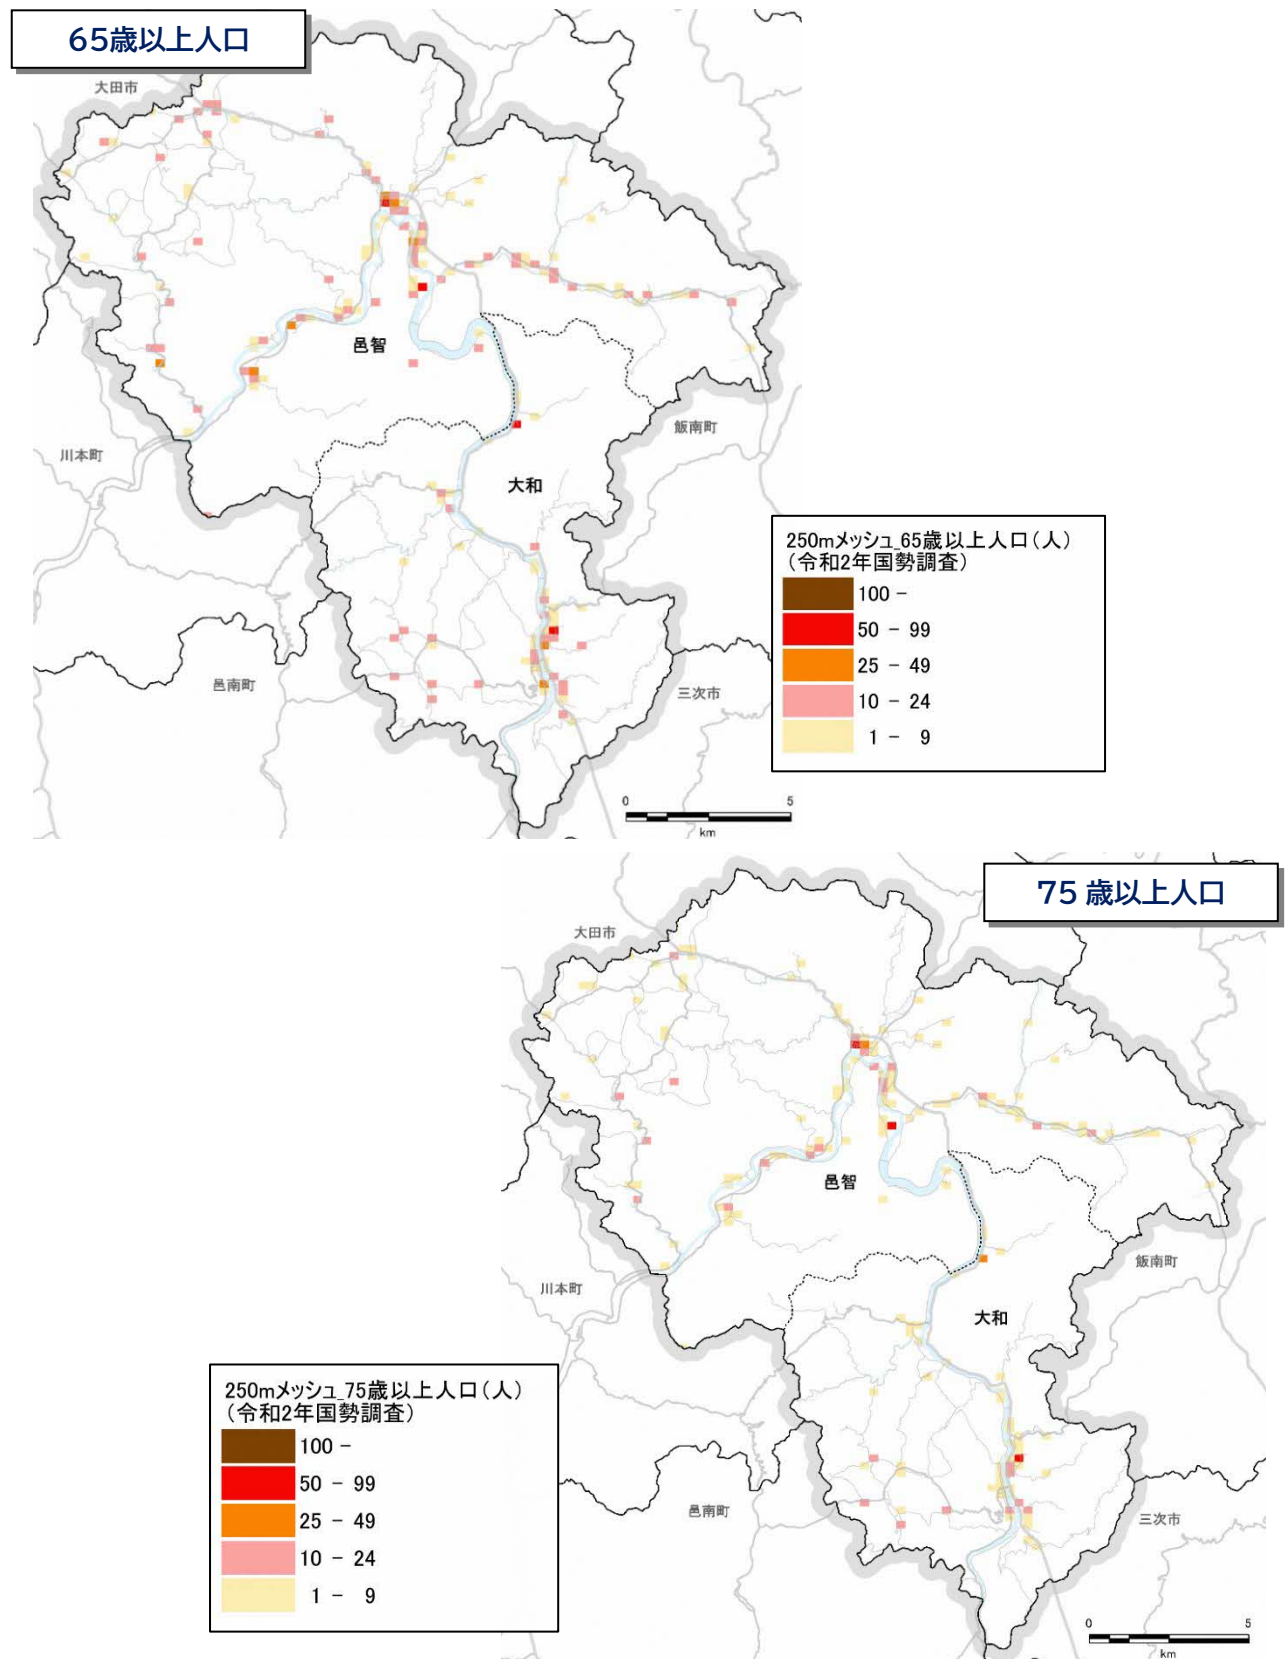 65歳以上人口
大田市
邑智
飯南町
川本町
大和
250mメッシュ_65歳以上人口(人)
(令和2年国勢調査)
100 -
50 - 99
25 - 49
10 - 24
1 - 9
邑南町
三次市
0 5
km
75歳以上人口
大田市
邑智
飯南町
川本町
大和
250mメッシュ_75歳以上人口(人)
(令和2年国勢調査)
100 -
50 - 99
25 - 49
10 - 24
1 - 9
邑南町
三次市
0 5
km